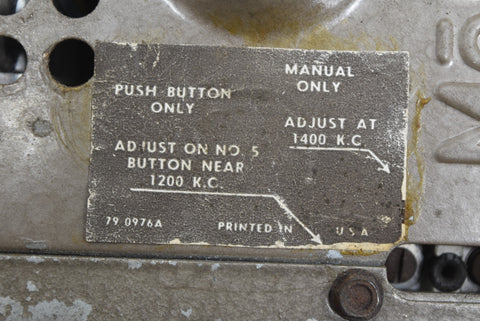 PUSH BUTTON
ONLY
MANUAL
ONLY
ADJUST ON NO. 5
BUTTON NEAR
1200 K.C.
ADJUST AT
1400 K.C
79 0976A
PRINTED IN U S A